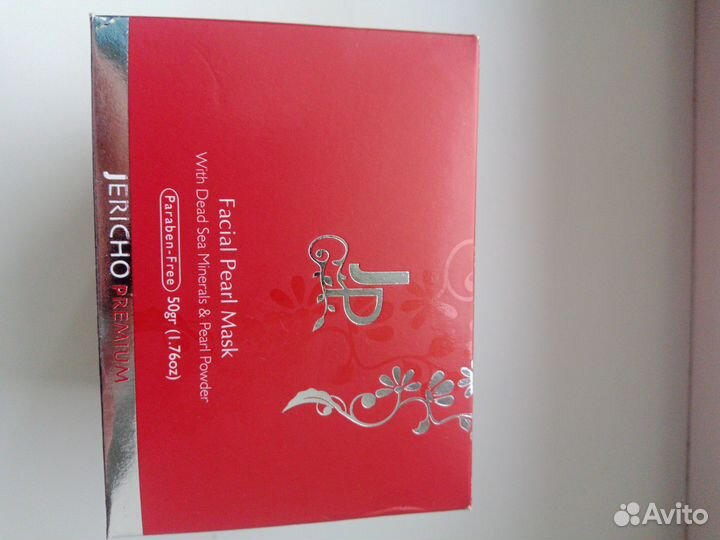 JP
Facial Pearl Mask
With Dead Sea Minerals & Pearl Powder
Paraben-Free 50gr (1.76oz)
JERICHO PREMIUM
Avito